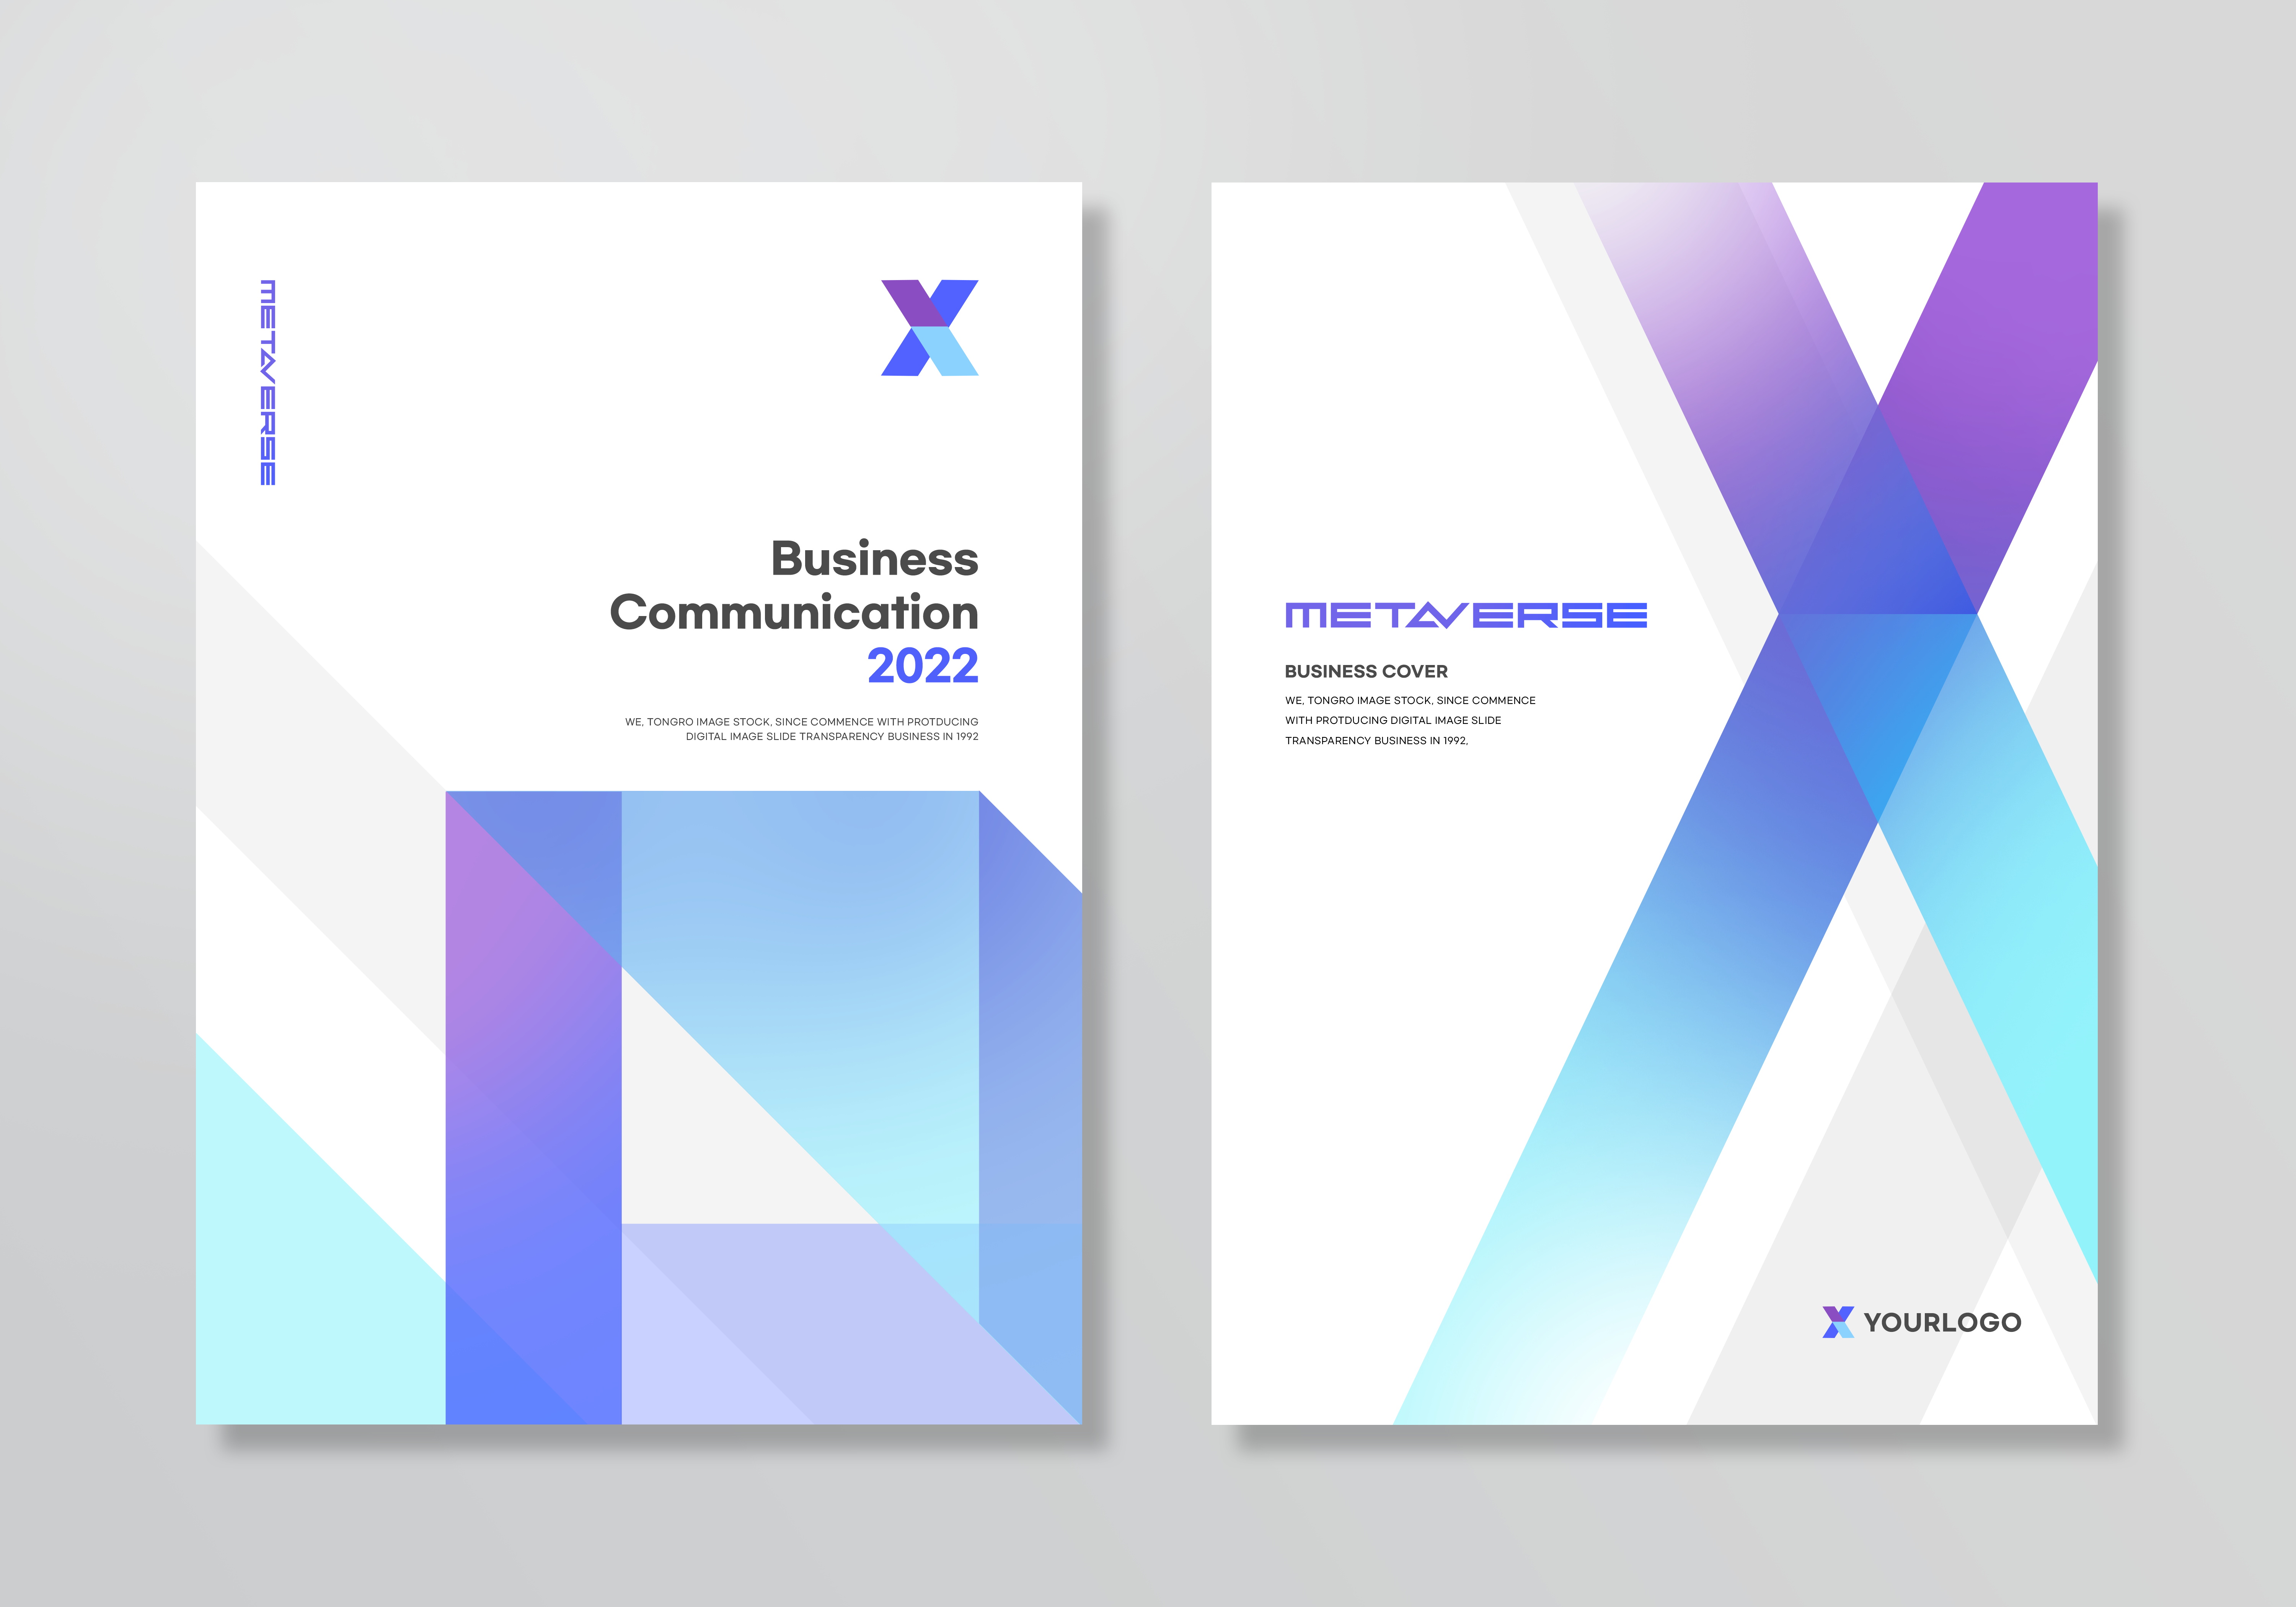 METAVERSE
Business
Communication
2022
WE, TONGRO IMAGE STOCK, SINCE COMMENCE WITH PROTDUCING
DIGITAL IMAGE SLIDE TRANSPARENCY BUSINESS IN 1992
METAVERSE
BUSINESS COVER
WE, TONGRO IMAGE STOCK, SINCE COMMENCE
WITH PROTDUCING DIGITAL IMAGE SLIDE
TRANSPARENCY BUSINESS IN 1992,
YOURLOGO